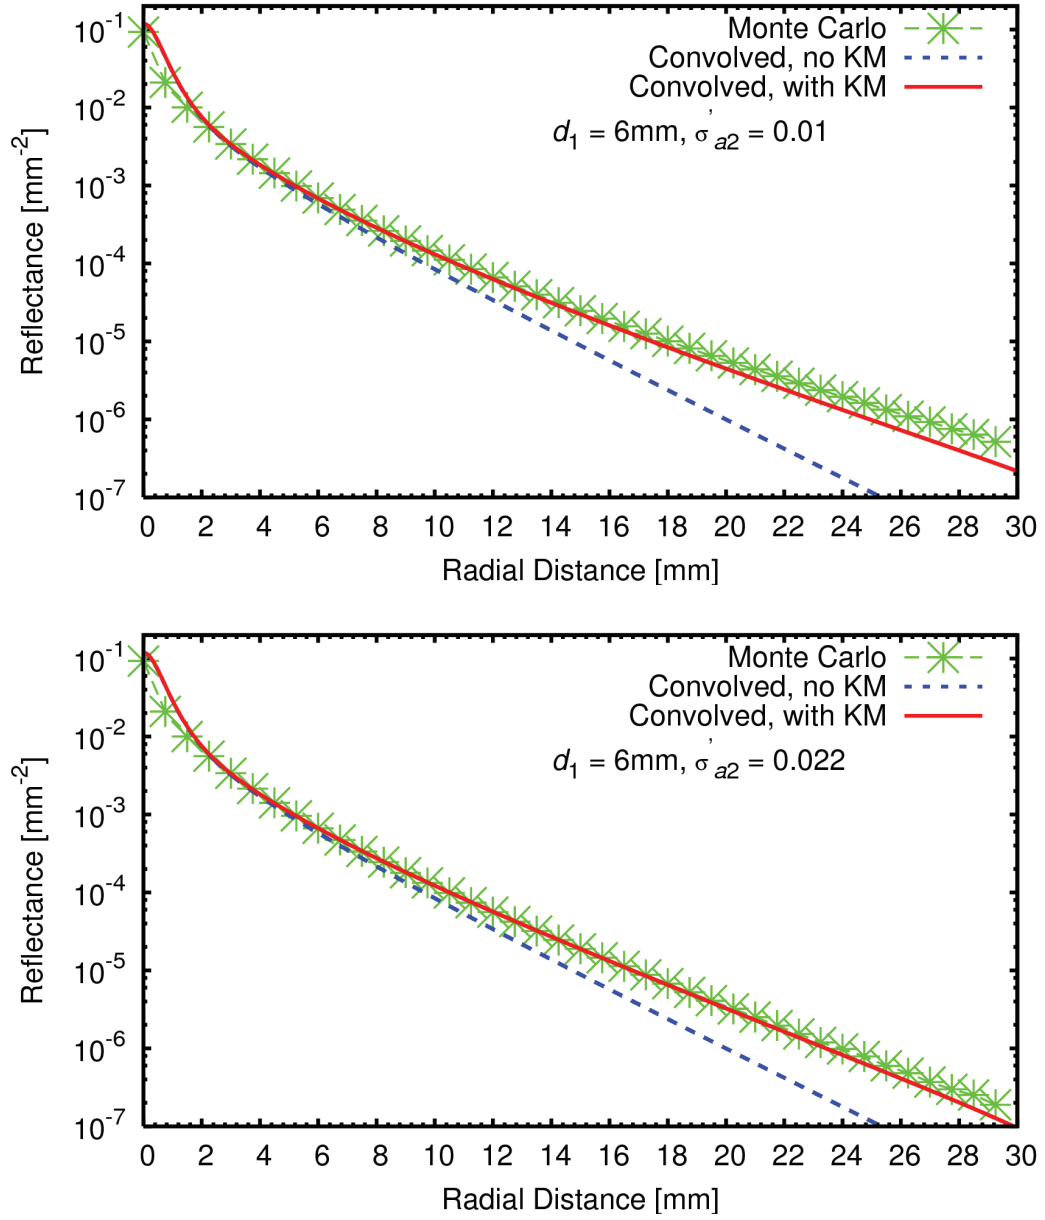 Monte Carlo
Convolved, no KM
Convolved, with KM
d1 = 6mm, σ'a2 = 0.01
10-1
10-2
10-3
10-4
10-5
10-6
10-7
Reflectance [mm-2]
0 2 4 6 8 10 12 14 16 18 20 22 24 26 28 30
Radial Distance [mm]
Monte Carlo
Convolved, no KM
Convolved, with KM
d1 = 6mm, σ'a2 = 0.022
10-1
10-2
10-3
10-4
10-5
10-6
10-7
Reflectance [mm-2]
0 2 4 6 8 10 12 14 16 18 20 22 24 26 28 30
Radial Distance [mm]